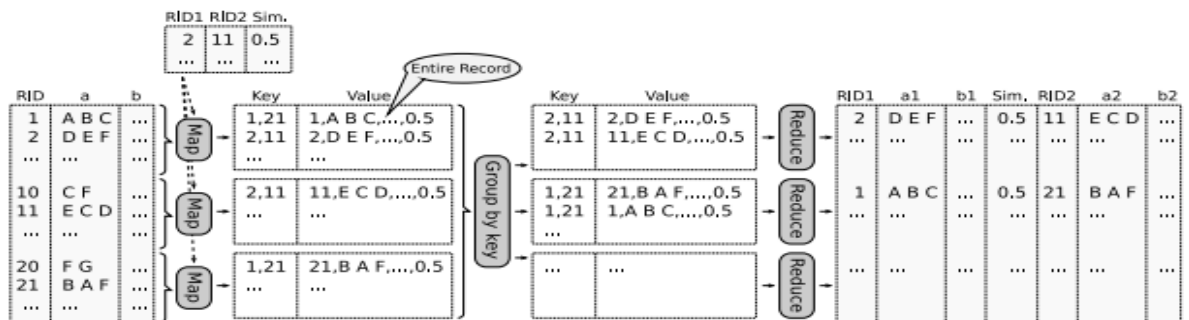 RID1 RID2 Sim.
2 11 0.5
... ... ...
Entire Record
RID a b
1 A B C ...
2 D E F ...
... ... ...
10 C F ...
11 E C D ...
... ... ...
20 F G ...
21 B A F ...
... ... ...
Map
Map
Map
Key Value
1,21 1,A B C,...,0.5
2,11 2,D E F,...,0.5
... ...
2,11 11,E C D,...,0.5
... ...
1,21 21,B A F,...,0.5
... ...
Group by key
Key Value
2,11 2,D E F,...,0.5
2,11 11,E C D,...,0.5
1,21 21,B A F,...,0.5
1,21 1,A B C,...,0.5
...
... ...
Reduce
Reduce
Reduce
RID1 a1 b1 Sim. RID2 a2 b2
2 D E F ... 0.5 11 E C D ...
... ... ... ... ... ... ...
1 A B C ... 0.5 21 B A F ...
... ... ... ... ... ... ...
... ... ... ... ... ... ...